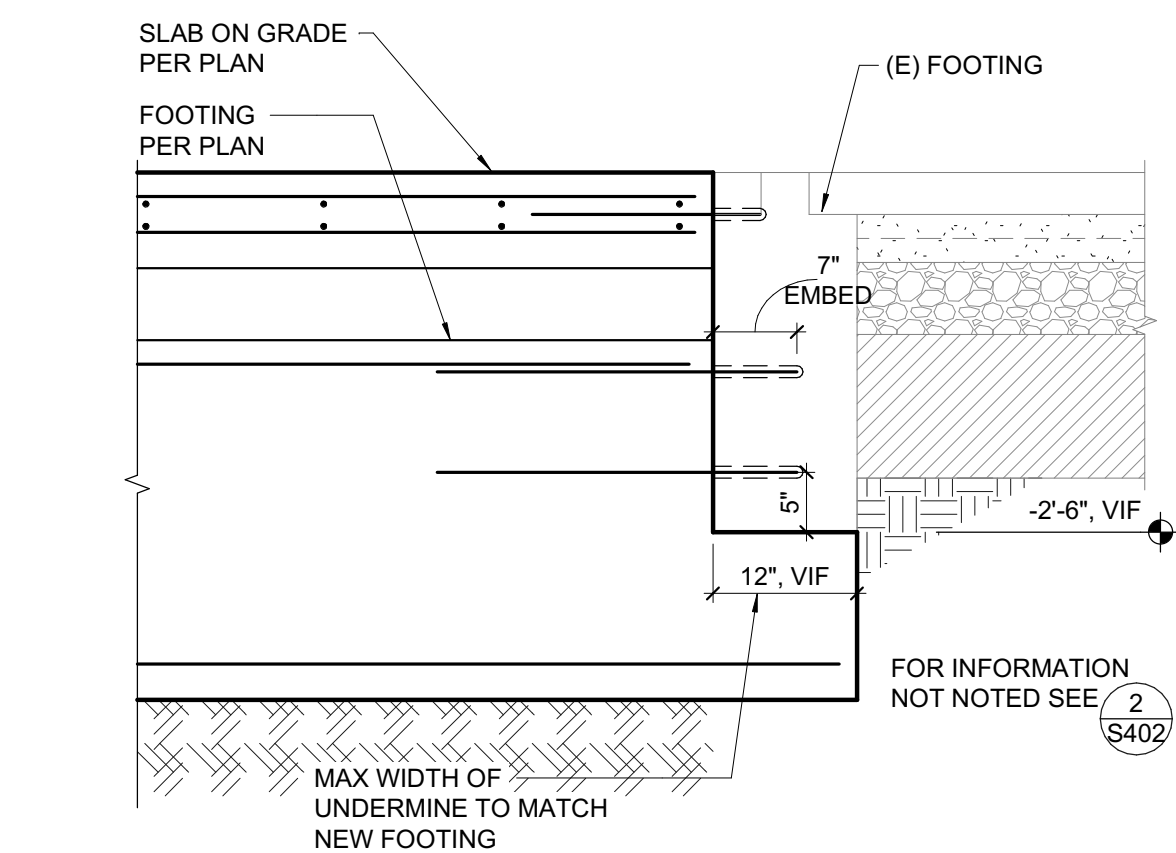 SLAB ON GRADE
PER PLAN
(E) FOOTING
FOOTING
PER PLAN
7"
EMBED
5"
-2'-6", VIF
12", VIF
FOR INFORMATION
NOT NOTED SEE
2
S402
MAX WIDTH OF
UNDERMINE TO MATCH
NEW FOOTING